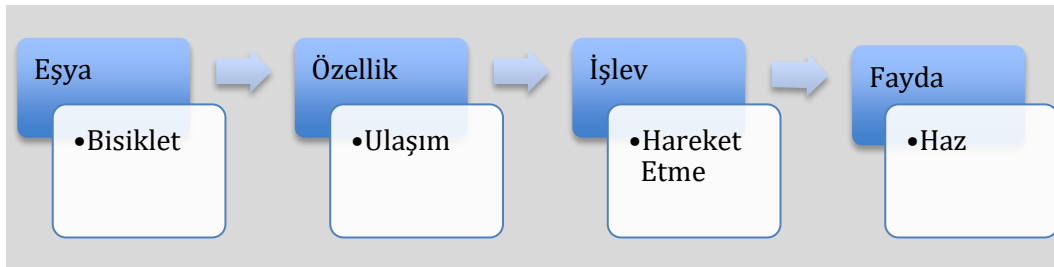 Eşya
•Bisiklet
Özellik
•Ulaşım
İşlev
•Hareket
Etme
Fayda
•Haz